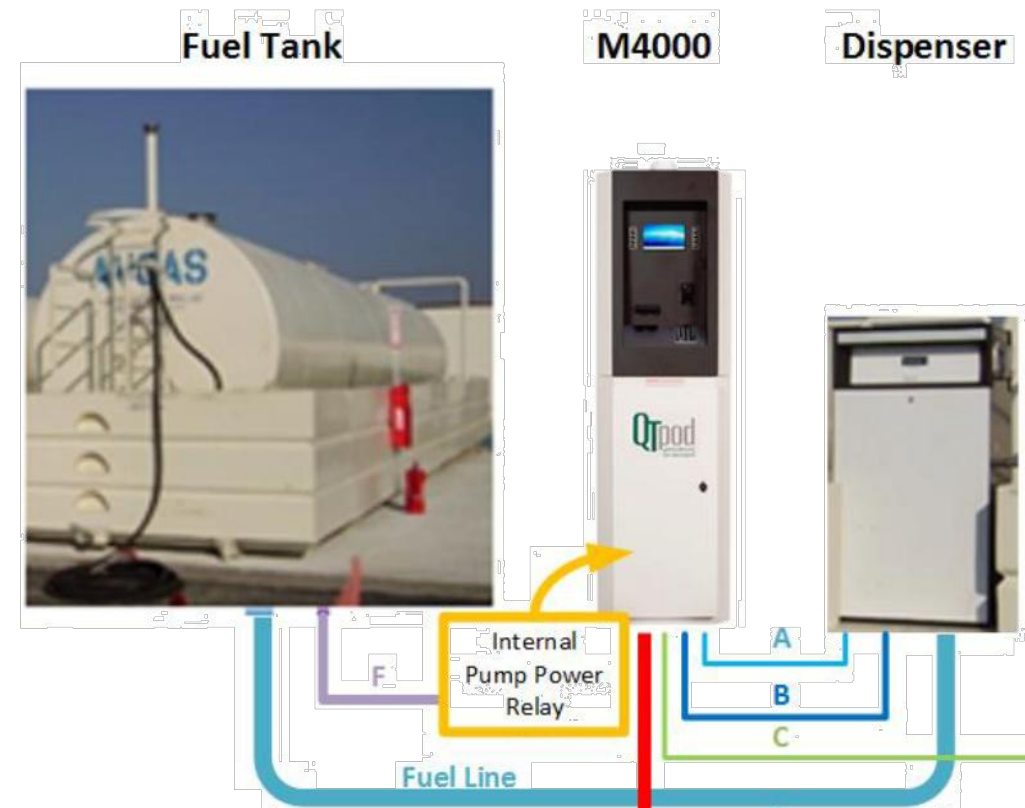 Fuel Tank
M4000
Dispenser
AVGAS
QTpod
Internal
Pump Power
Relay
A
B
C
F
Fuel Line